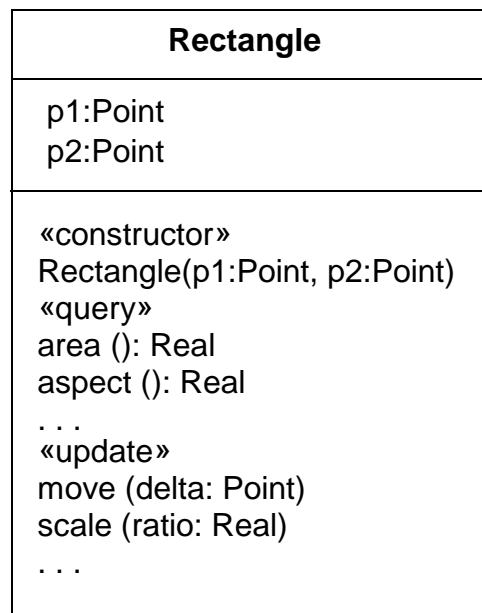 Rectangle
p1:Point
p2:Point
«constructor»
Rectangle(p1:Point, p2:Point)
«query»
area (): Real
aspect (): Real
. . .
«update»
move (delta: Point)
scale (ratio: Real)
. . .